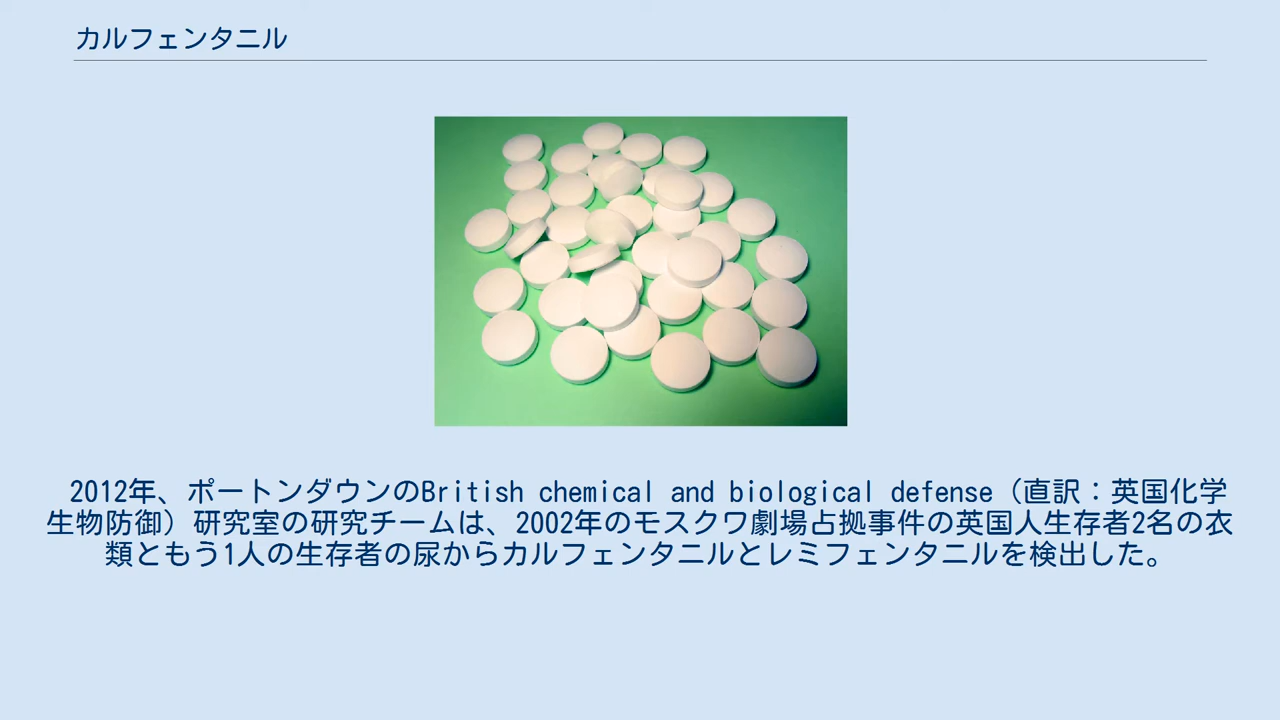 カルフェンタニル
2012年、ポートンダウンのBritish chemical and biological defense（直訳：英国化学
生物防御）研究室の研究チームは、2002年のモスクワ劇場占拠事件の英国人生存者2名の衣
類ともう1人の生存者の尿からカルフェンタニルとレミフェンタニルを検出した。